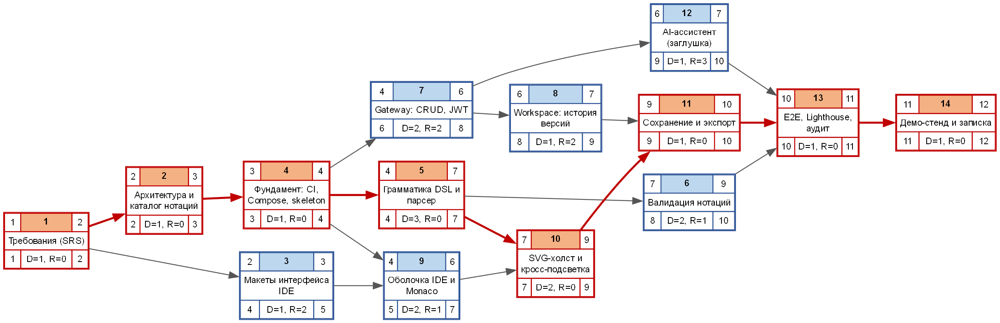 1 1 2
Требования (SRS)
1 D=1, R=0 2
2 2 3
Архитектура и
каталог нотаций
2 D=1, R=0 3
2 3 3
Макеты интерфейса
IDE
4 D=1, R=2 5
3 4 4
Фундамент: CI,
Compose, skeleton
3 D=1, R=0 4
4 7 6
Gateway: CRUD, JWT
6 D=2, R=2 8
4 5 7
Грамматика DSL и
парсер
4 D=3, R=0 7
4 9 6
Оболочка IDE и
Monaco
5 D=2, R=1 7
6 8 7
Workspace: история
версий
8 D=1, R=2 9
7 10 9
SVG-холст и
кросс-подсветка
7 D=2, R=0 9
6 12 7
AI-ассистент
(заглушка)
9 D=1, R=3 10
9 11 10
Сохранение и экспорт
9 D=1, R=0 10
7 6 9
Валидация нотаций
8 D=2, R=1 10
10 13 11
E2E, Lighthouse,
аудит
10 D=1, R=0 11
11 14 12
Демо-стенд и записка
11 D=1, R=0 12